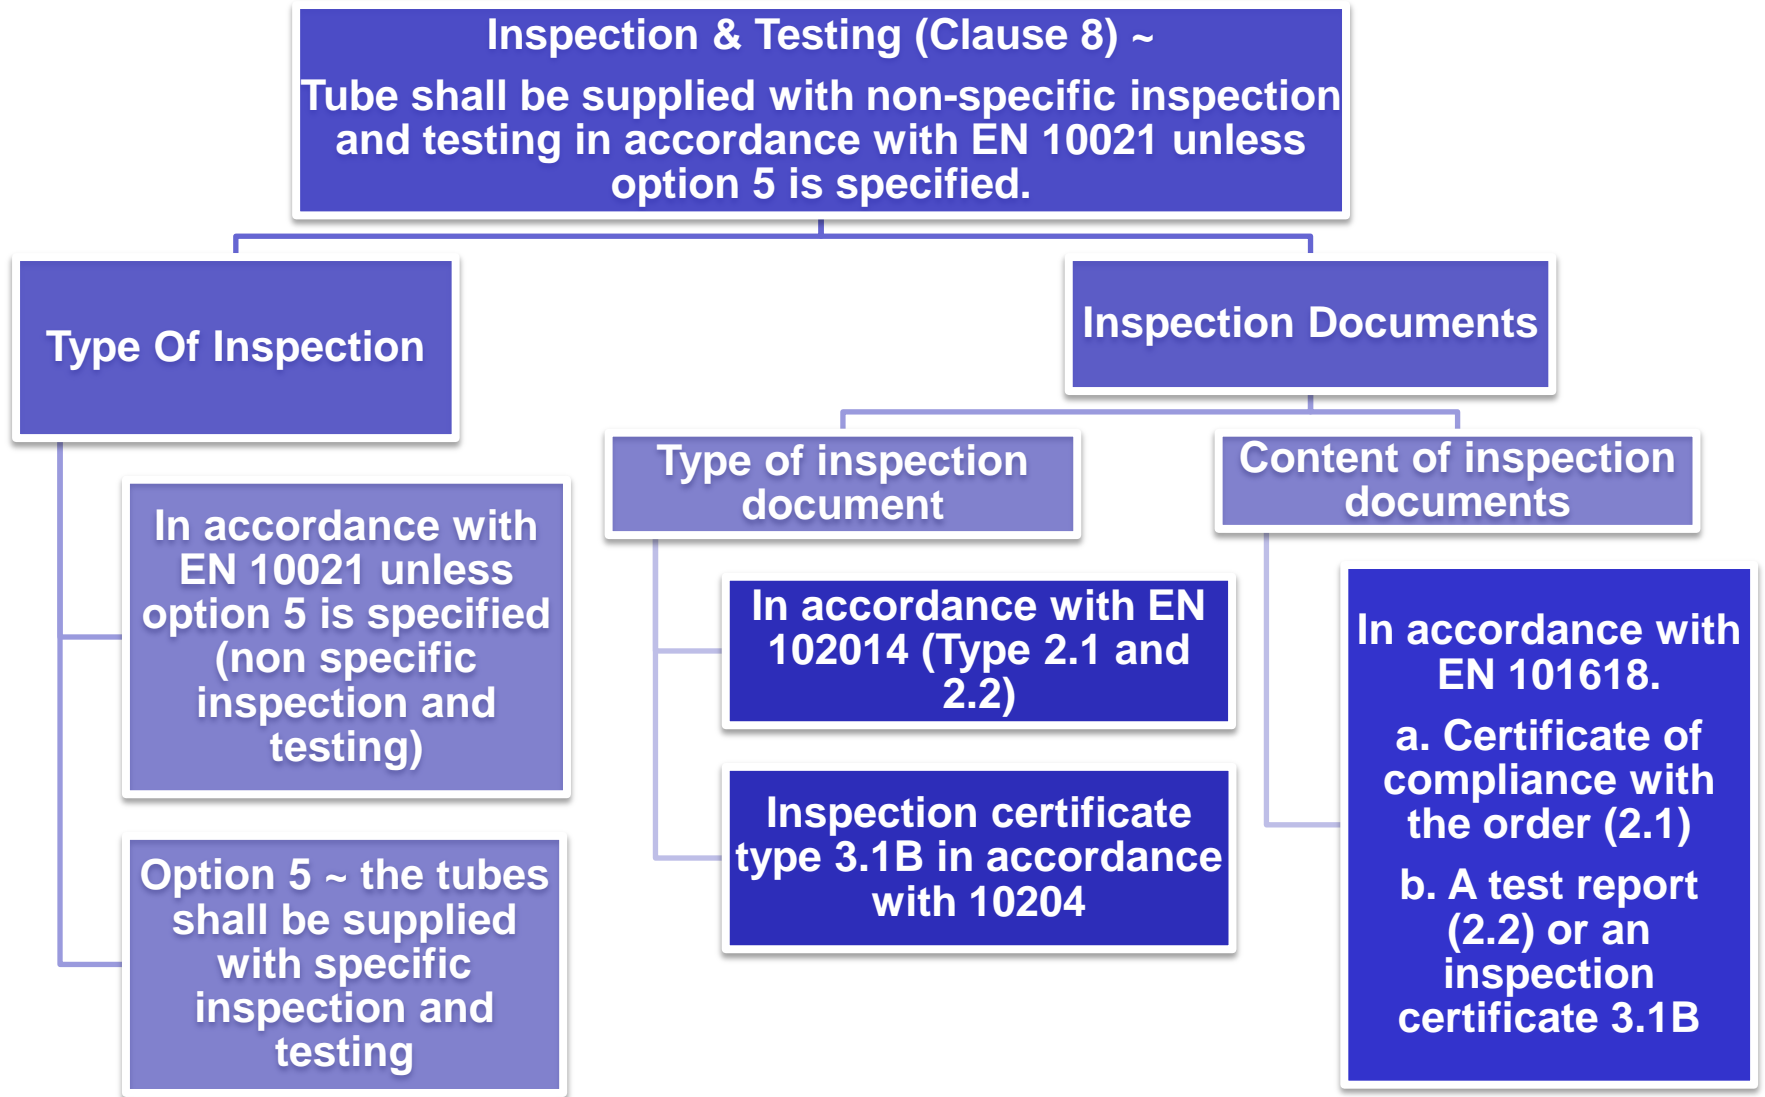 Inspection & Testing (Clause 8) ~
Tube shall be supplied with non-specific inspection
and testing in accordance with EN 10021 unless
option 5 is specified.
Type Of Inspection
In accordance with
EN 10021 unless
option 5 is specified
(non specific
inspection and
testing)
Option 5 ~ the tubes
shall be supplied
with specific
inspection and
testing
Inspection Documents
Type of inspection
document
In accordance with EN
102014 (Type 2.1 and
2.2)
Inspection certificate
type 3.1B in accordance
with 10204
Content of inspection
documents
In accordance with
EN 101618.
a. Certificate of
compliance with
the order (2.1)
b. A test report
(2.2) or an
inspection
certificate 3.1B